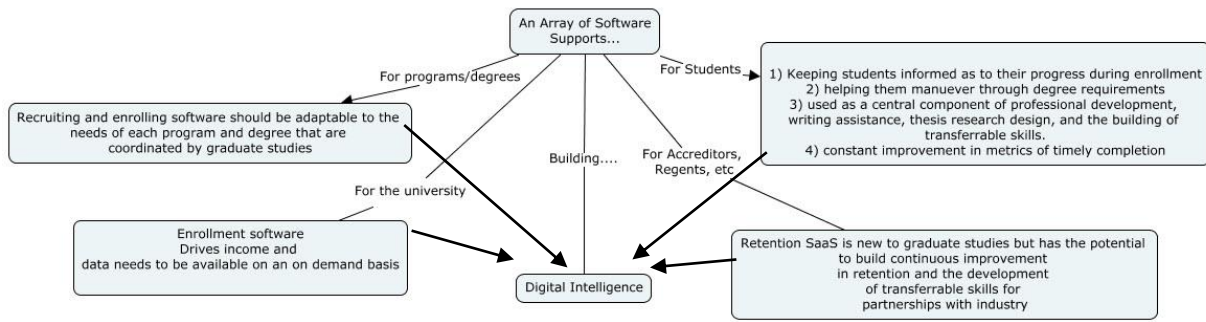 An Array of Software
Supports...
For programs/degrees
For Students
1) Keeping students informed as to their progress during enrollment
2) helping them manuever through degree requirements
3) used as a central component of professional development,
writing assistance, thesis research design, and the building of
transferrable skills.
4) constant improvement in metrics of timely completion
Recruiting and enrolling software should be adaptable to the
needs of each program and degree that are
coordinated by graduate studies
Building....
For Accreditors,
Regents, etc
For the university
Enrollment software
Drives income and
data needs to be available on an on demand basis
Digital Intelligence
Retention SaaS is new to graduate studies but has the potential
to build continuous improvement
in retention and the development
of transferrable skills for
partnerships with industry